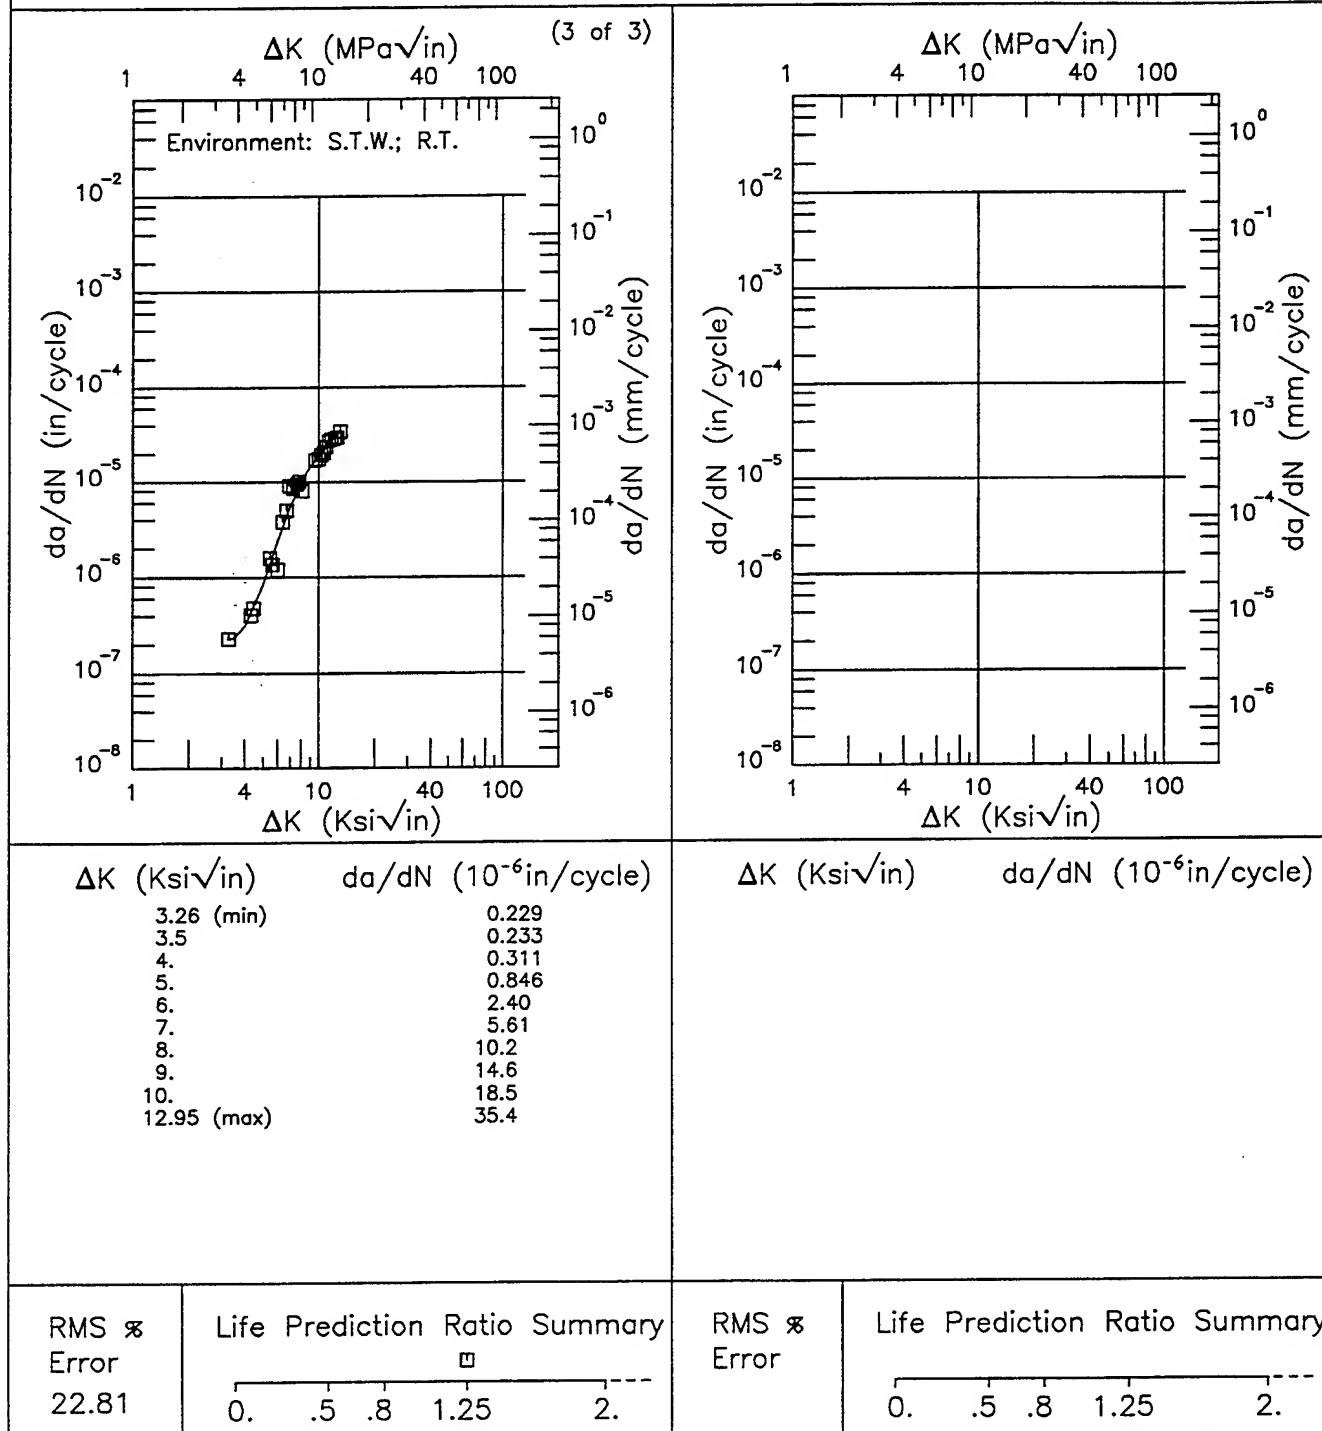 (3 of 3)
ΔK (MPa√in)
1 4 10 40 100
Environment: S.T.W.; R.T.
da/dN (in/cycle)
10⁻²
10⁻³
10⁻⁴
10⁻⁵
10⁻⁶
10⁻⁷
10⁻⁸
10⁰
10⁻¹
10⁻²
10⁻³
10⁻⁴
10⁻⁵
10⁻⁶
da/dN (mm/cycle)
1 4 10 40 100
ΔK (Ksi√in)
ΔK (MPa√in)
1 4 10 40 100
da/dN (in/cycle)
10⁻²
10⁻³
10⁻⁴
10⁻⁵
10⁻⁶
10⁻⁷
10⁻⁸
10⁰
10⁻¹
10⁻²
10⁻³
10⁻⁴
10⁻⁵
10⁻⁶
da/dN (mm/cycle)
1 4 10 40 100
ΔK (Ksi√in)
ΔK (Ksi√in) da/dN (10⁻⁶in/cycle)
3.26 (min) 0.229
3.5 0.233
4. 0.311
5. 0.846
6. 2.40
7. 5.61
8. 10.2
9. 14.6
10. 18.5
12.95 (max) 35.4
ΔK (Ksi√in) da/dN (10⁻⁶in/cycle)
RMS %
Error
22.81
Life Prediction Ratio Summary
0. .5 .8 1.25 2.
RMS %
Error
Life Prediction Ratio Summary
0. .5 .8 1.25 2.